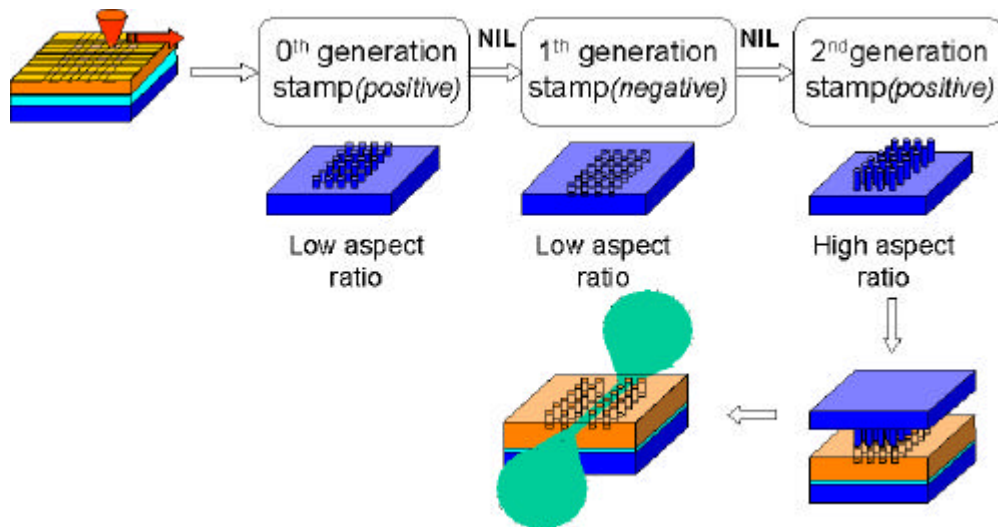 0th generation
stamp(positive)
NIL
1th generation
stamp(negative)
NIL
2nd generation
stamp(positive)
Low aspect
ratio
Low aspect
ratio
High aspect
ratio